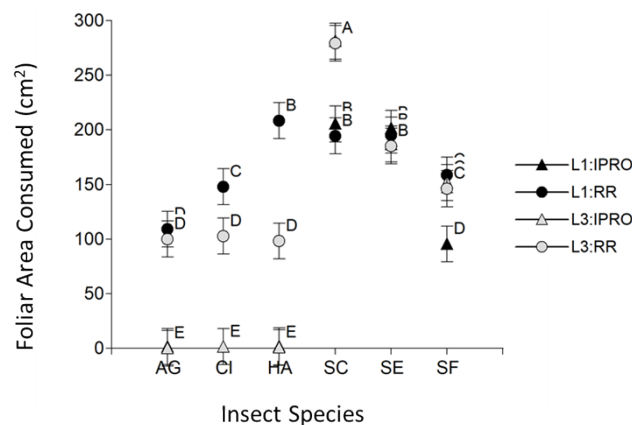 Foliar Area Consumed (cm²)
300
250
200
150
100
50
0
D
D
E
C
D
E
B
D
E
A
B
B
B
B
C
C
C
D
AG CI HA SC SE SF
Insect Species
L1:IPRO
L1:RR
L3:IPRO
L3:RR